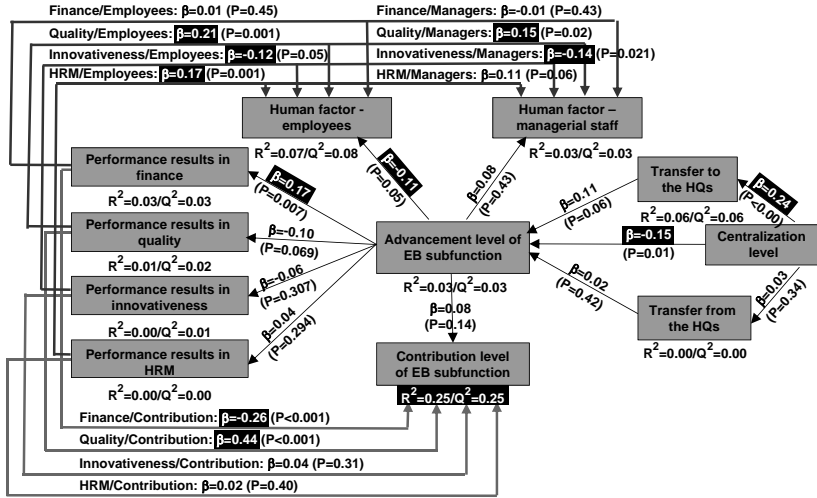 Finance/Employees: β=0.01 (P=0.45)
Finance/Managers: β=-0.01 (P=0.43)
Quality/Employees: β=0.21 (P=0.001)
Quality/Managers: β=0.15 (P=0.02)
Innovativeness/Employees: β=-0.12 (P=0.05)
Innovativeness/Managers: β=-0.14 (P=0.021)
HRM/Employees: β=0.17 (P=0.001)
HRM/Managers: β=0.11 (P=0.06)
Human factor -
employees
R²=0.07/Q²=0.08
Human factor –
managerial staff
R²=0.03/Q²=0.03
β=-0.11
(P=0.05)
β=0.08
(P=0.43)
Performance results in
finance
R²=0.03/Q²=0.03
β=0.17
(P=0.007)
Transfer to
the HQs
R²=0.06/Q²=0.06
β=0.11
(P=0.06)
β=0.24
(P<0.00)
Performance results in
quality
R²=0.01/Q²=0.02
β=-0.10
(P=0.069)
Advancement level of
EB subfunction
R²=0.03/Q²=0.03
β=-0.15
(P=0.01)
Centralization
level
Performance results in
innovativeness
R²=0.00/Q²=0.01
β=-0.06
(P=0.307)
β=0.02
(P=0.42)
β=0.03
(P=0.34)
Transfer from
the HQs
R²=0.00/Q²=0.00
β=0.04
(P=0.294)
β=0.08
(P=0.14)
Performance results in
HRM
R²=0.00/Q²=0.00
Contribution level
of EB subfunction
R²=0.25/Q²=0.25
Finance/Contribution: β=-0.26 (P<0.001)
Quality/Contribution: β=0.44 (P<0.001)
Innovativeness/Contribution: β=0.04 (P=0.31)
HRM/Contribution: β=0.02 (P=0.40)